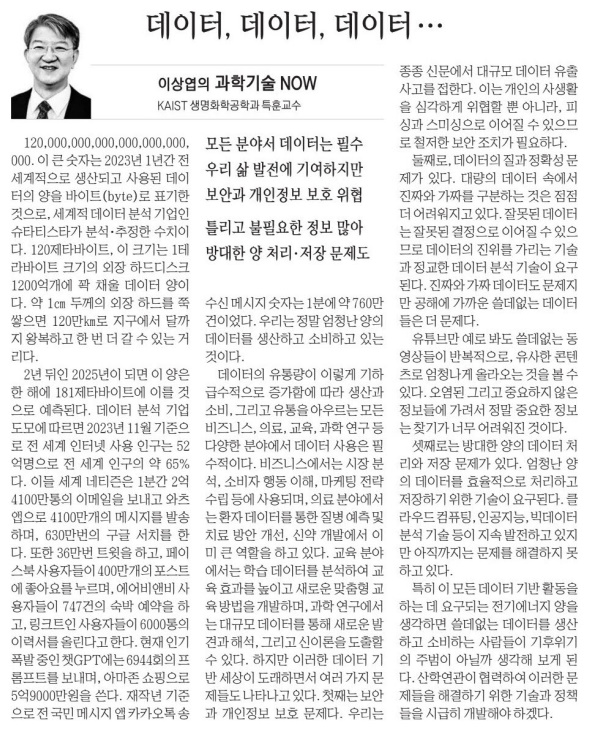 데이터, 데이터, 데이터…
이상엽의 과학기술 NOW
KAIST 생명화학공학과 특훈교수
120,000,000,000,000,000,000,
000. 이 큰 숫자는 2023년 1년간 전
세계적으로 생산되고 사용된 데이
터의 양을 바이트(byte)로 표기한
것으로, 세계적 데이터 분석 기업인
슈타티스타가 분석·추정한 수치이
다. 120제타바이트, 이 크기는 1테
라바이트 크기의 외장 하드디스크
1200억개에 꽉 채울 데이터 양이
다. 약 1㎝ 두께의 외장 하드를 쭉
쌓으면 120만㎞로 지구에서 달까
지 왕복하고 한 번 더 갈 수 있는 거
리다.
2년 뒤인 2025년이 되면 이 양은
한 해에 181제타바이트에 이를 것
으로 예측된다. 데이터 분석 기업
도모에 따르면 2023년 11월 기준으
로 전 세계 인터넷 사용 인구는 52
억명으로 전 세계 인구의 약 65%
다. 이들 세계 네티즌은 1분간 2억
4100만통의 이메일을 보내고 와츠
앱으로 4100만개의 메시지를 발송
하며, 630만번의 구글 서치를 한
다. 또한 36만번 트윗을 하고, 페이
스북 사용자들이 400만개의 포스트
에 좋아요를 누르며, 에어비앤비 사
용자들이 747건의 숙박 예약을 하
고, 링크트인 사용자들이 6000통의
이력서를 올린다고 한다. 현재 인기
폭발 중인 챗GPT에는 6944회의 프
롬프트를 보내며, 아마존 쇼핑으로
5억9000만원을 쓴다. 재작년 기준
으로 전 국민 메시지 앱 카카오톡 송
모든 분야서 데이터는 필수
우리 삶 발전에 기여하지만
보안과 개인정보 보호 위협
틀리고 불필요한 정보 많아
방대한 양 처리·저장 문제도
수신 메시지 숫자는 1분에 약 760만
건이었다. 우리는 정말 엄청난 양의
데이터를 생산하고 소비하고 있는
것이다.
데이터의 유통량이 이렇게 기하
급수적으로 증가함에 따라 생산과
소비, 그리고 유통을 아우르는 모든
비즈니스, 의료, 교육, 과학 연구 등
다양한 분야에서 데이터 사용은 필
수적이다. 비즈니스에서는 시장 분
석, 소비자 행동 이해, 마케팅 전략
수립 등에 사용되며, 의료 분야에서
는 환자 데이터를 통한 질병 예측 및
치료 방안 개선, 신약 개발에서 이
미 큰 역할을 하고 있다. 교육 분야
에서는 학습 데이터를 분석하여 교
육 효과를 높이고 새로운 맞춤형 교
육 방법을 개발하며, 과학 연구에서
는 대규모 데이터를 통해 새로운 발
견과 해석, 그리고 신이론을 도출할
수 있다. 하지만 이러한 데이터 기
반 세상이 도래하면서 여러 가지 문
제들도 나타나고 있다. 첫째는 보안
과 개인정보 보호 문제다. 우리는
종종 신문에서 대규모 데이터 유출
사고를 접한다. 이는 개인의 사생활
을 심각하게 위협할 뿐 아니라, 피
싱과 스미싱으로 이어질 수 있으므
로 철저한 보안 조치가 필요하다.
둘째로, 데이터의 질과 정확성 문
제가 있다. 대량의 데이터 속에서
진짜와 가짜를 구분하는 것은 점점
더 어려워지고 있다. 잘못된 데이터
는 잘못된 결정으로 이어질 수 있으
므로 데이터의 진위를 가리는 기술
과 정교한 데이터 분석 기술이 요구
된다. 진짜와 가짜 데이터도 문제지
만 공해에 가까운 쓸데없는 데이터
들은 더 문제다.
유튜브만 예로 봐도 쓸데없는 동
영상들이 반복적으로, 유사한 콘텐
츠로 엄청나게 올라오는 것을 볼 수
있다. 오염된 그리고 중요하지 않은
정보들에 가려서 정말 중요한 정보
는 찾기가 너무 어려워진 것이다.
셋째로는 방대한 양의 데이터 처
리와 저장 문제가 있다. 엄청난 양
의 데이터를 효율적으로 처리하고
저장하기 위한 기술이 요구된다. 클
라우드컴퓨팅, 인공지능, 빅데이터
분석 기술 등이 지속 발전하고 있지
만 아직까지는 문제를 해결하지 못
하고 있다.
특히 이 모든 데이터 기반 활동을
하는 데 요구되는 전기에너지 양을
생각하면 쓸데없는 데이터를 생산
하고 소비하는 사람들이 기후위기
의 주범이 아닐까 생각해 보게 된
다. 산학연관이 협력하여 이러한 문
제들을 해결하기 위한 기술과 정책
들을 시급히 개발해야 하겠다.